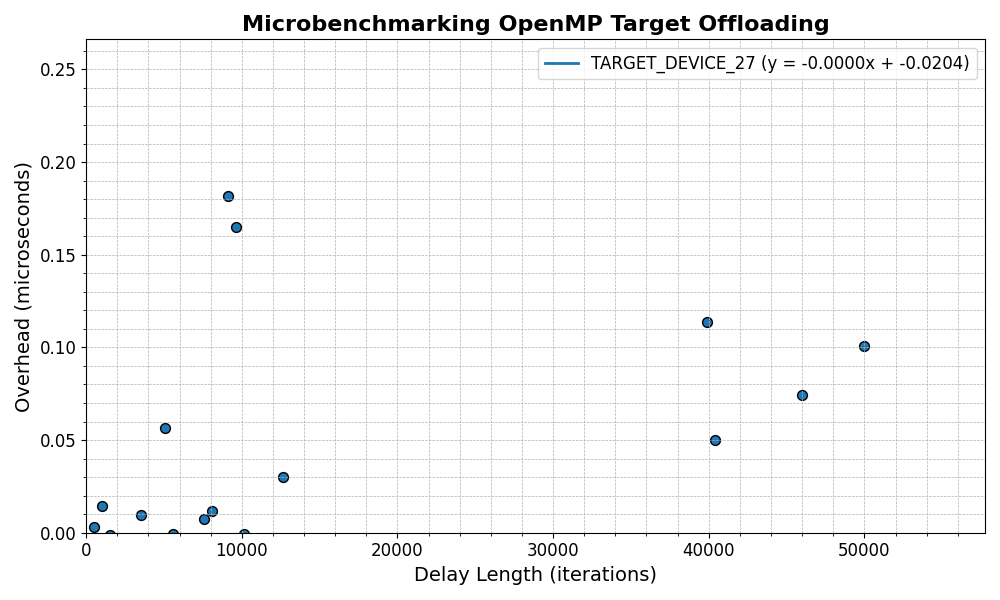 Microbenchmarking OpenMP Target Offloading
TARGET_DEVICE_27 (y = -0.0000x + -0.0204)
Overhead (microseconds)
0.25
0.20
0.15
0.10
0.05
0.00
0 10000 20000 30000 40000 50000
Delay Length (iterations)